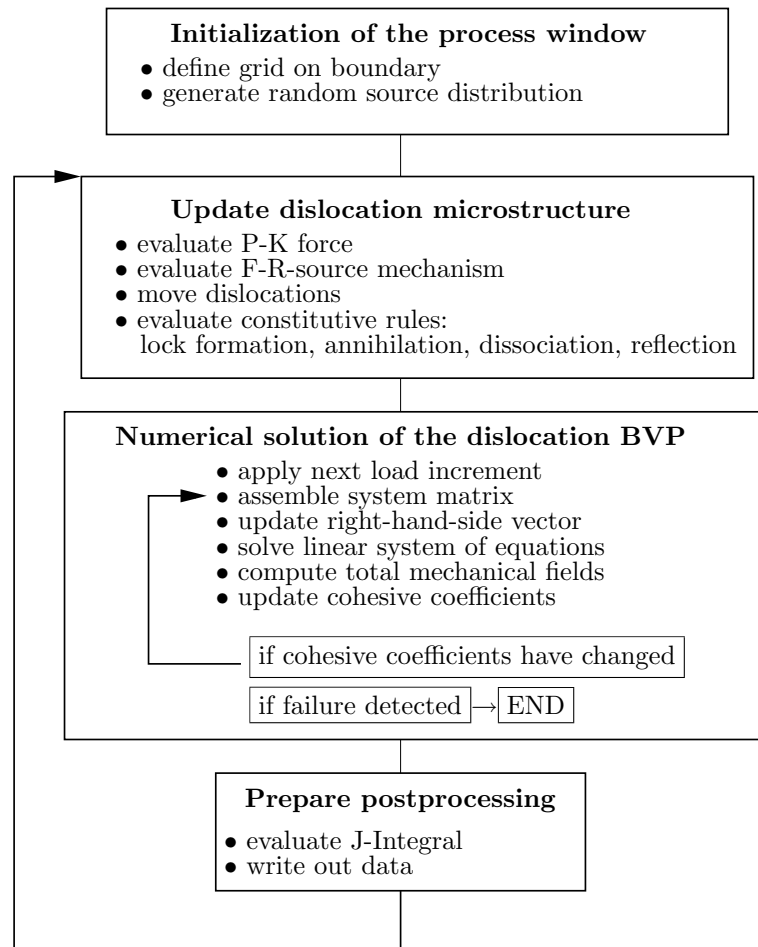 Initialization of the process window
• define grid on boundary
• generate random source distribution
Update dislocation microstructure
• evaluate P-K force
• evaluate F-R-source mechanism
• move dislocations
• evaluate constitutive rules:
lock formation, annihilation, dissociation, reflection
Numerical solution of the dislocation BVP
• apply next load increment
• assemble system matrix
• update right-hand-side vector
• solve linear system of equations
• compute total mechanical fields
• update cohesive coefficients
if cohesive coefficients have changed
if failure detected → END
Prepare postprocessing
• evaluate J-Integral
• write out data